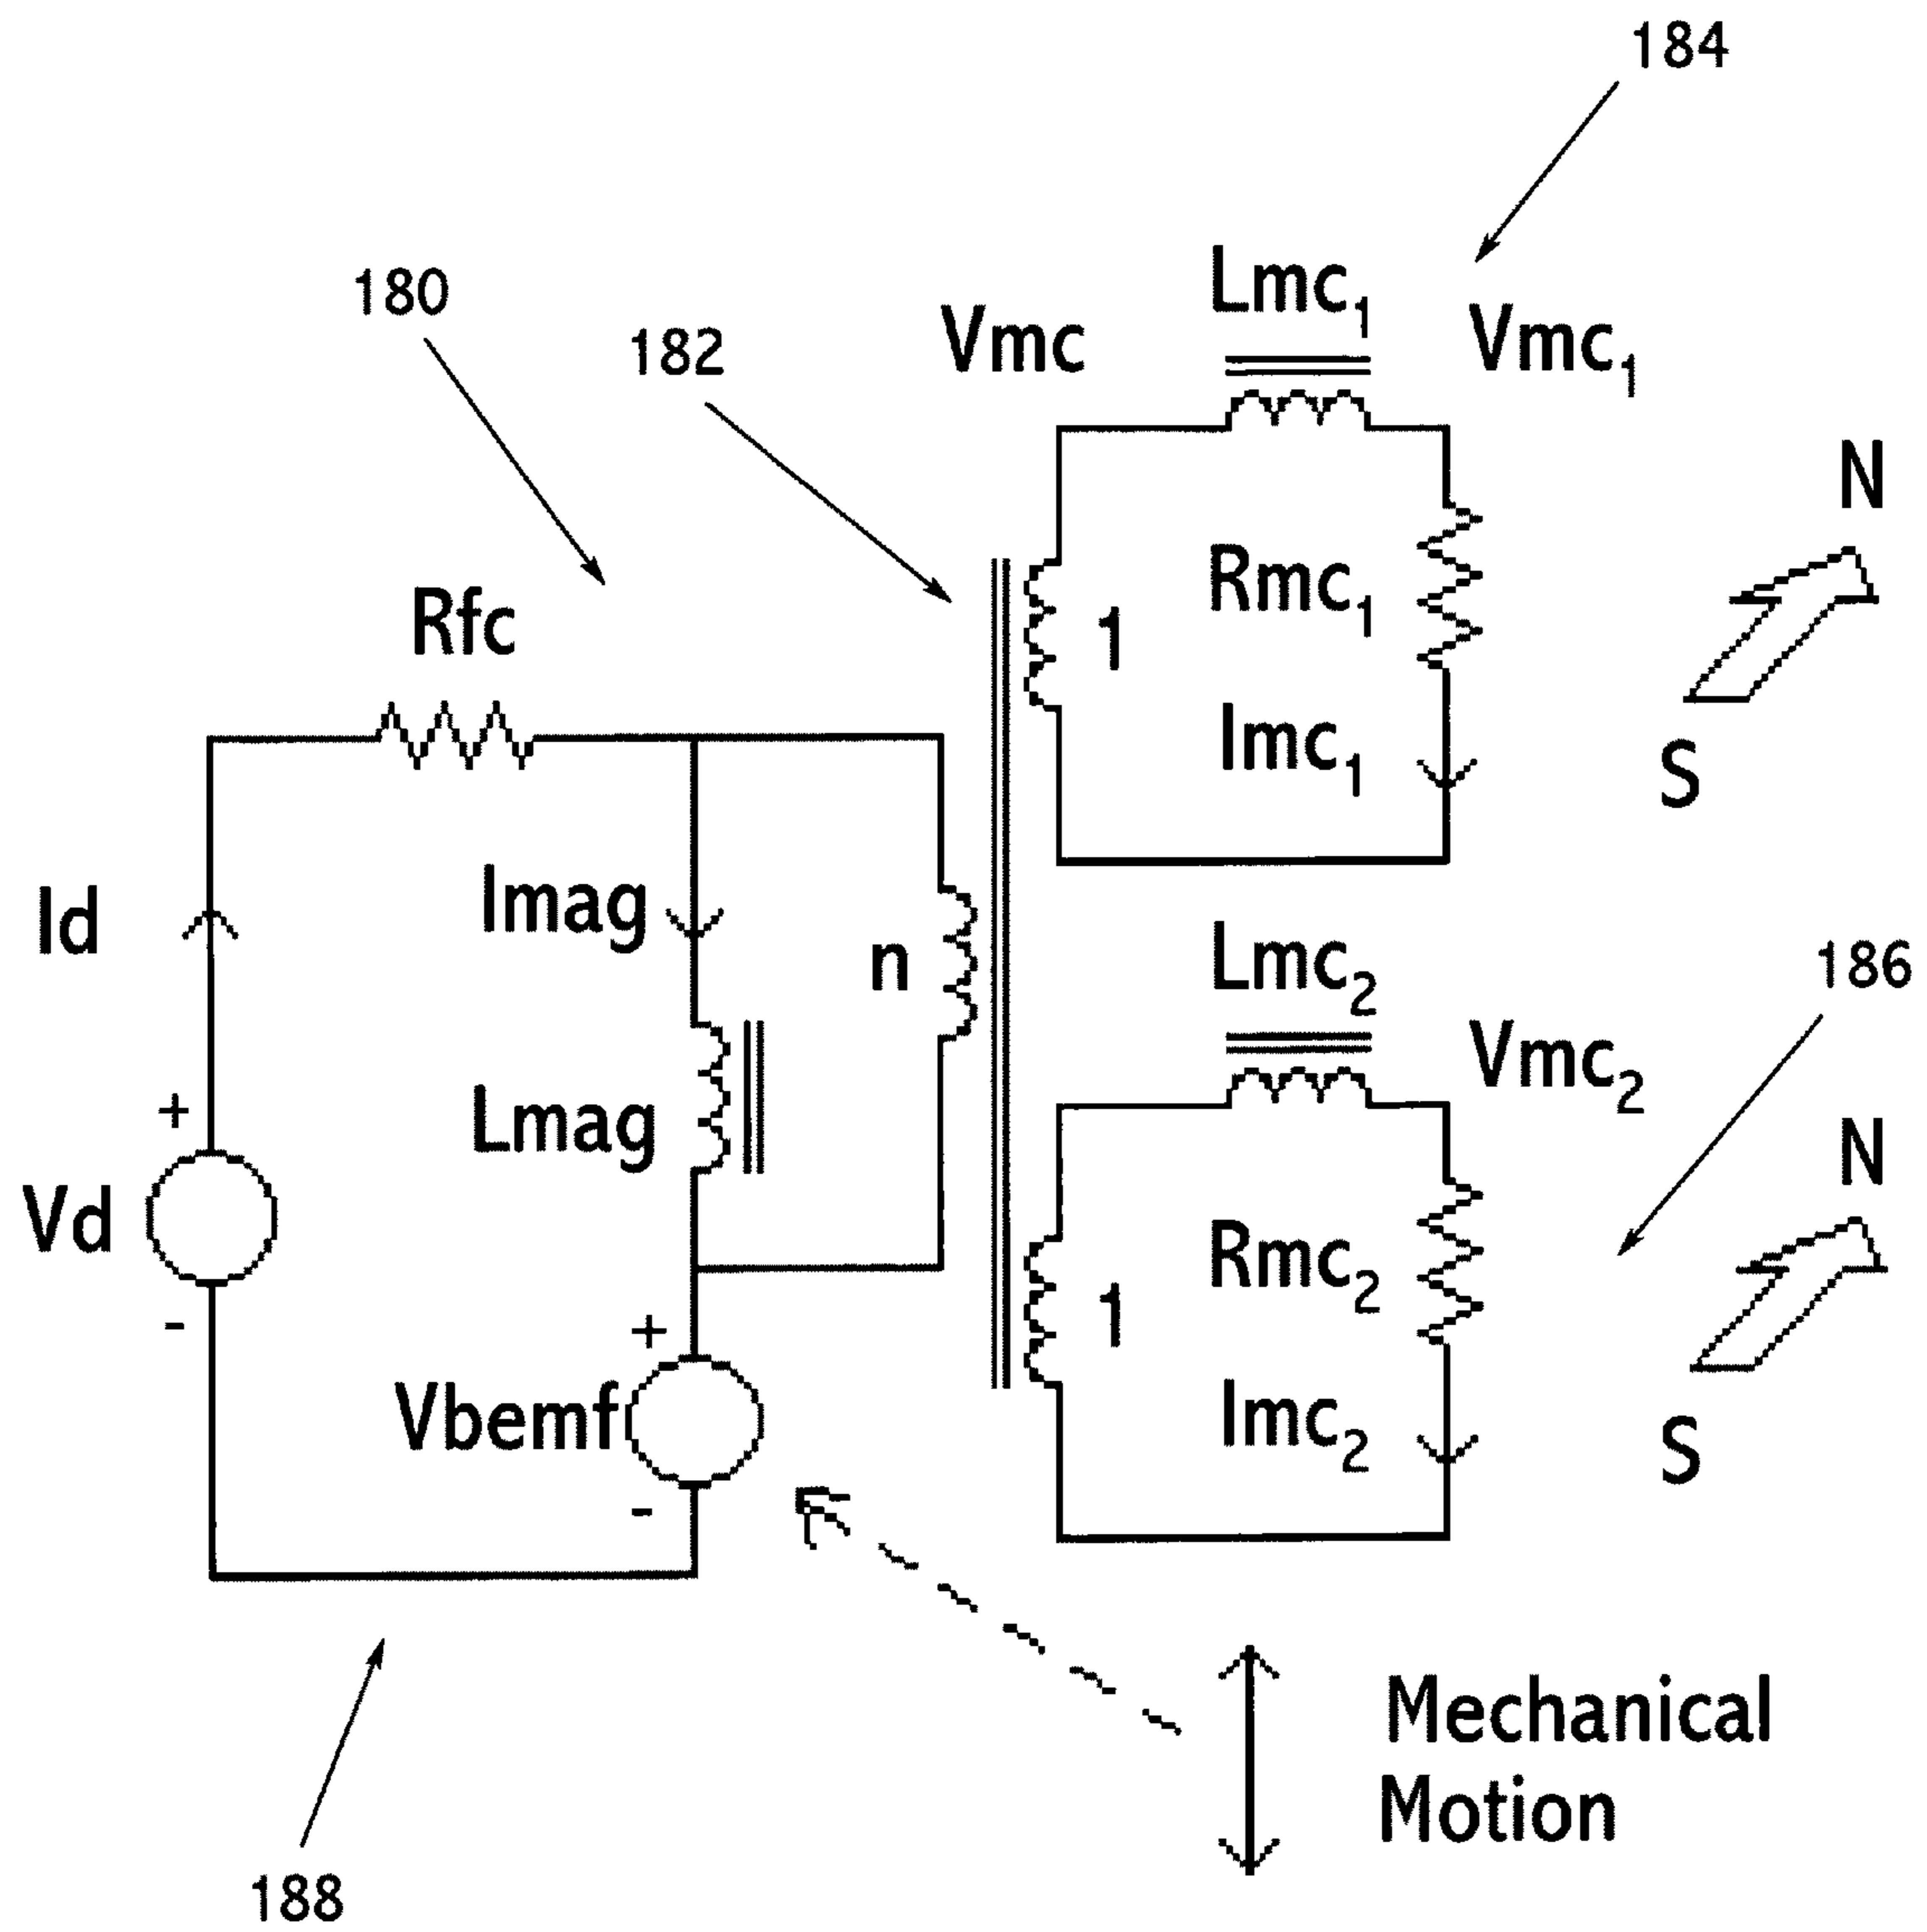 184
180
182
Lmc1
Vmc
Vmc1
N
Rfc
1
Rmc1
Imc1
S
Id
Imag
n
Lmc2
186
Vmc2
+
Lmag
N
Vd
-
1
Rmc2
+
Vbemf
-
Imc2
S
Mechanical
Motion
188